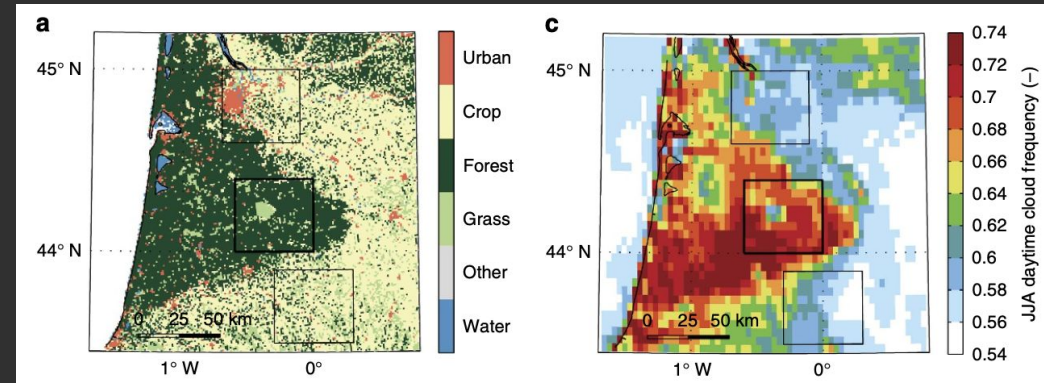 a
45° N
44° N
0 25 50 km
1° W 0°
Urban
Crop
Forest
Grass
Other
Water
c
45° N
44° N
0 25 50 km
1° W 0°
0.74
0.72
0.7
0.68
0.66
0.64
0.62
0.6
0.58
0.56
0.54
JJA daytime cloud frequency (–)